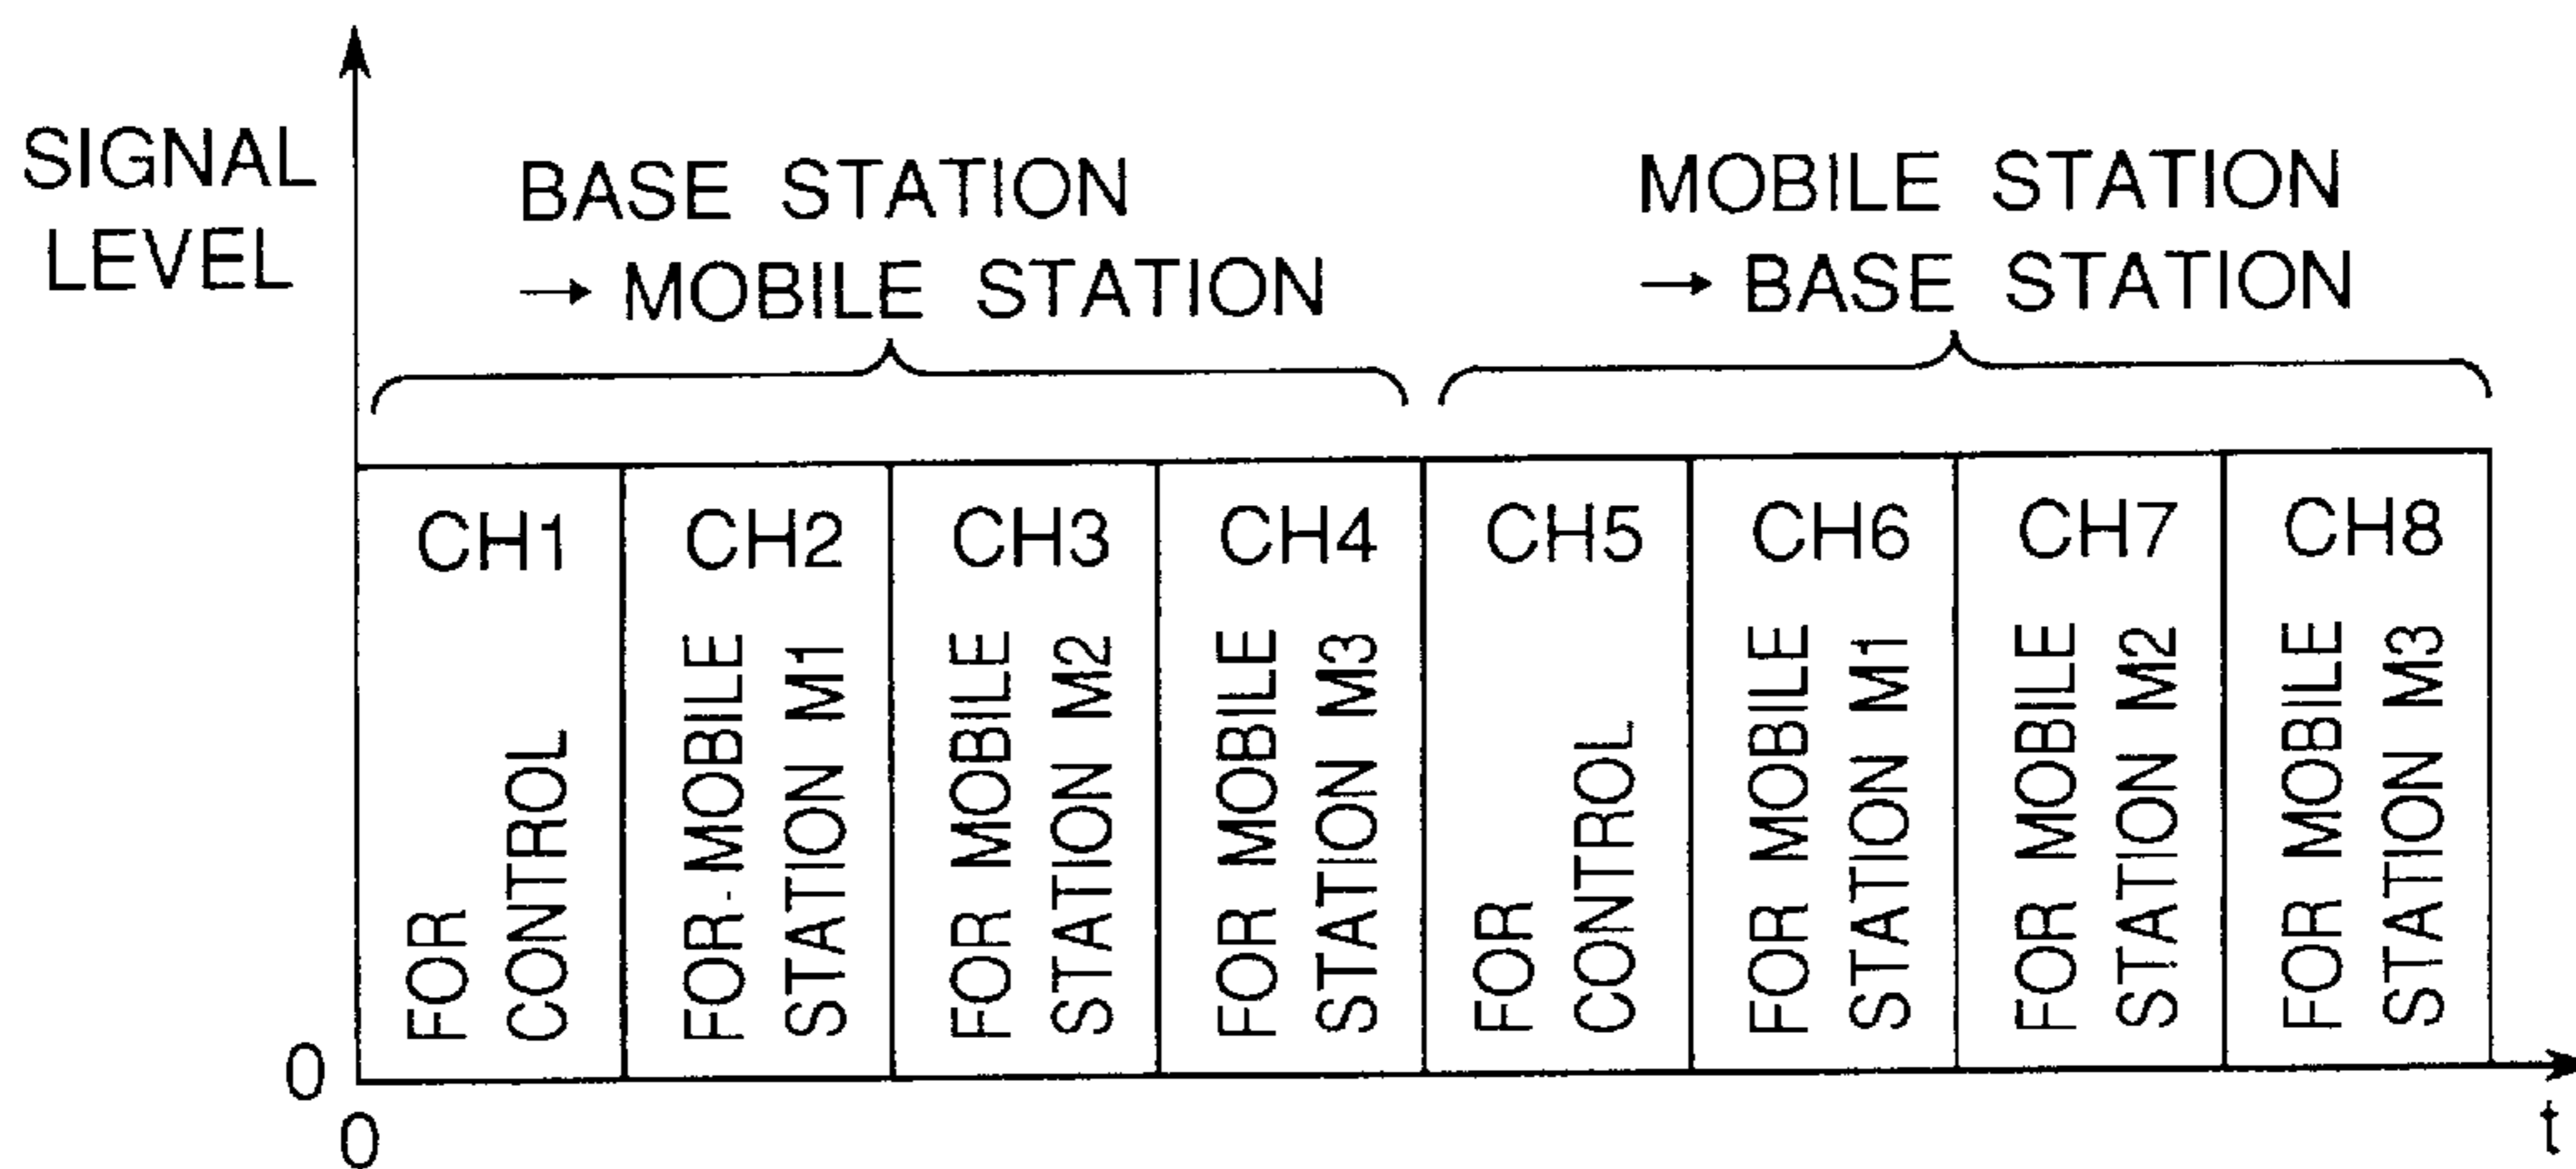 SIGNAL
LEVEL
BASE STATION
→ MOBILE STATION
MOBILE STATION
→ BASE STATION
CH1
FOR
CONTROL
CH2
FOR MOBILE
STATION M1
CH3
FOR MOBILE
STATION M2
CH4
FOR MOBILE
STATION M3
CH5
FOR
CONTROL
CH6
FOR MOBILE
STATION M1
CH7
FOR MOBILE
STATION M2
CH8
FOR MOBILE
STATION M3
0
0
t